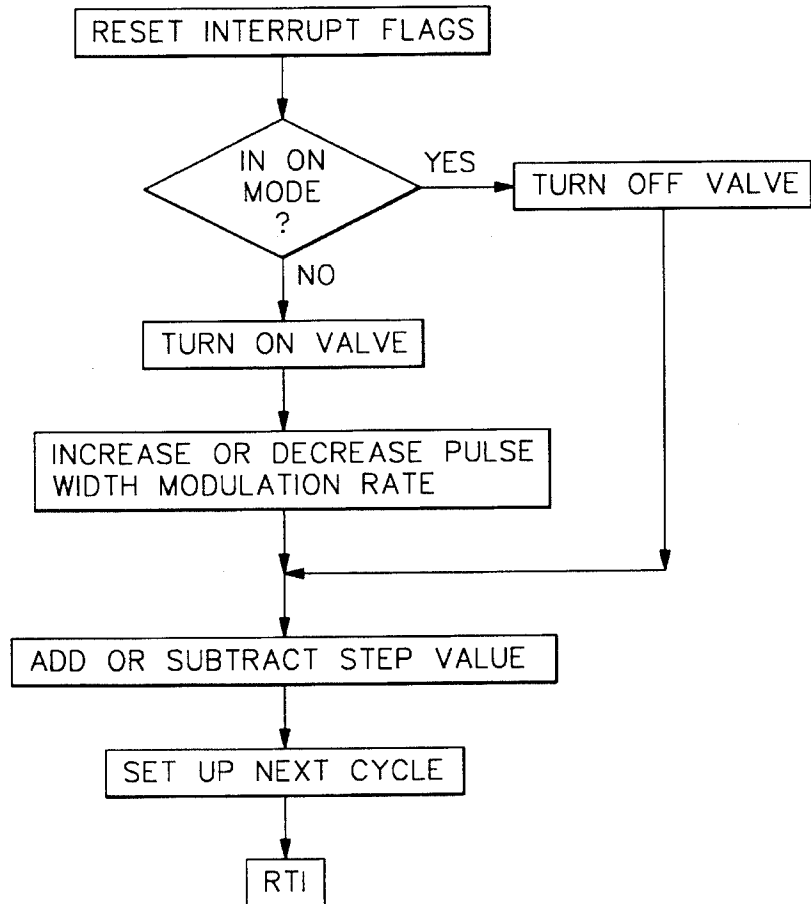 RESET INTERRUPT FLAGS
IN ON
MODE
?
YES
TURN OFF VALVE
NO
TURN ON VALVE
INCREASE OR DECREASE PULSE
WIDTH MODULATION RATE
ADD OR SUBTRACT STEP VALUE
SET UP NEXT CYCLE
RTI